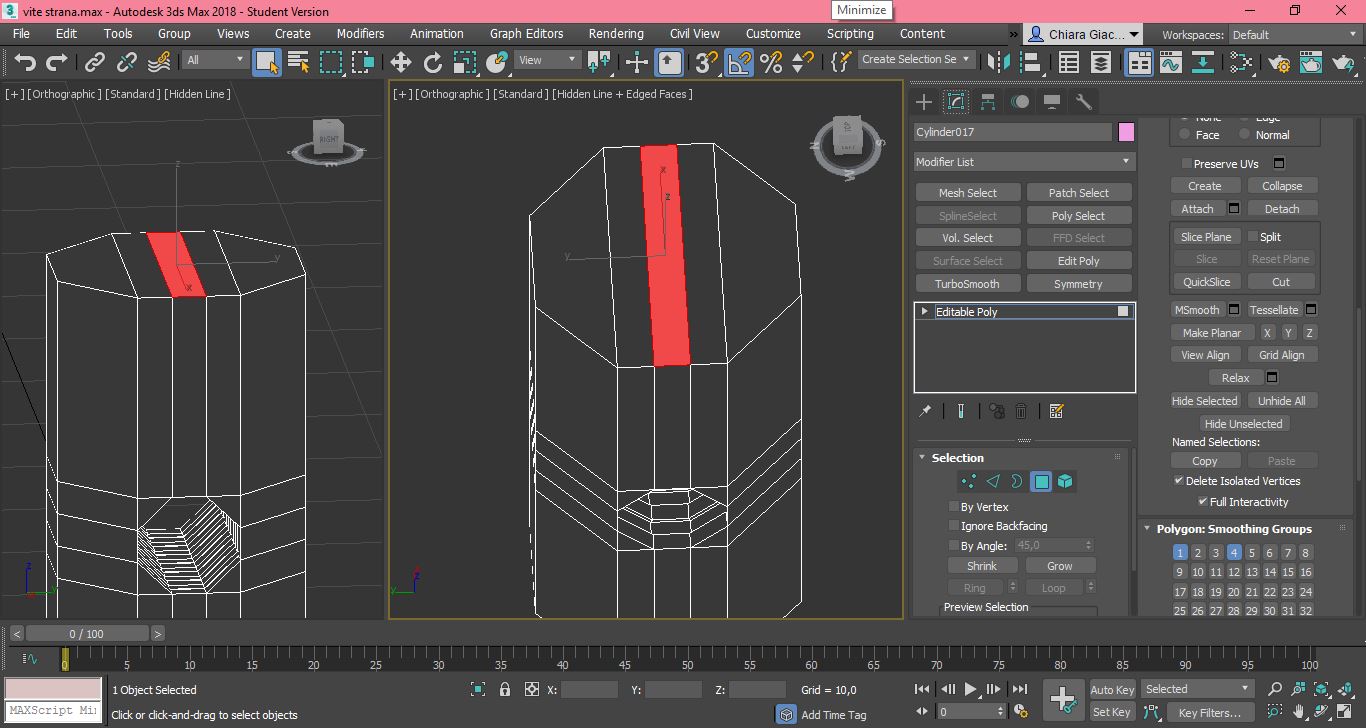 vite strana.max - Autodesk 3ds Max 2018 - Student Version
Minimize
File Edit Tools Group Views Create Modifiers Animation Graph Editors Rendering Civil View Customize Scripting Content » Chiara Giac... Workspaces: Default
All View Create Selection Se
[+] [Orthographic ] [Standard ] [Hidden Line ]
[+] [Orthographic ] [Standard ] [Hidden Line + Edged Faces ]
RIGHT
E
N
S
W
LEFT
z
y
x
x
z
y
z
y
z
y
Cylinder017
Modifier List
Mesh Select Patch Select
SplineSelect Poly Select
Vol. Select FFD Select
Surface Select Edit Poly
TurboSmooth Symmetry
Editable Poly
Selection
By Vertex
Ignore Backfacing
By Angle: 45,0
Shrink Grow
Ring Loop
Preview Selection
None Edge
Face Normal
Preserve UVs
Create Collapse
Attach Detach
Slice Plane Split
Slice Reset Plane
QuickSlice Cut
MSmooth Tessellate
Make Planar X Y Z
View Align Grid Align
Relax
Hide Selected Unhide All
Hide Unselected
Named Selections:
Copy Paste
Delete Isolated Vertices
Full Interactivity
Polygon: Smoothing Groups
1 2 3 4 5 6 7 8
9 10 11 12 13 14 15 16
17 18 19 20 21 22 23 24
25 26 27 28 29 30 31 32
< 0 / 100 >
0 5 10 15 20 25 30 35 40 45 50 55 60 65 70 75 80 85 90 95 100
1 Object Selected X: Y: Z: Grid = 10,0 Auto Key Selected
MAXScript Mi
Click or click-and-drag to select objects Add Time Tag 0 Set Key Key Filters...